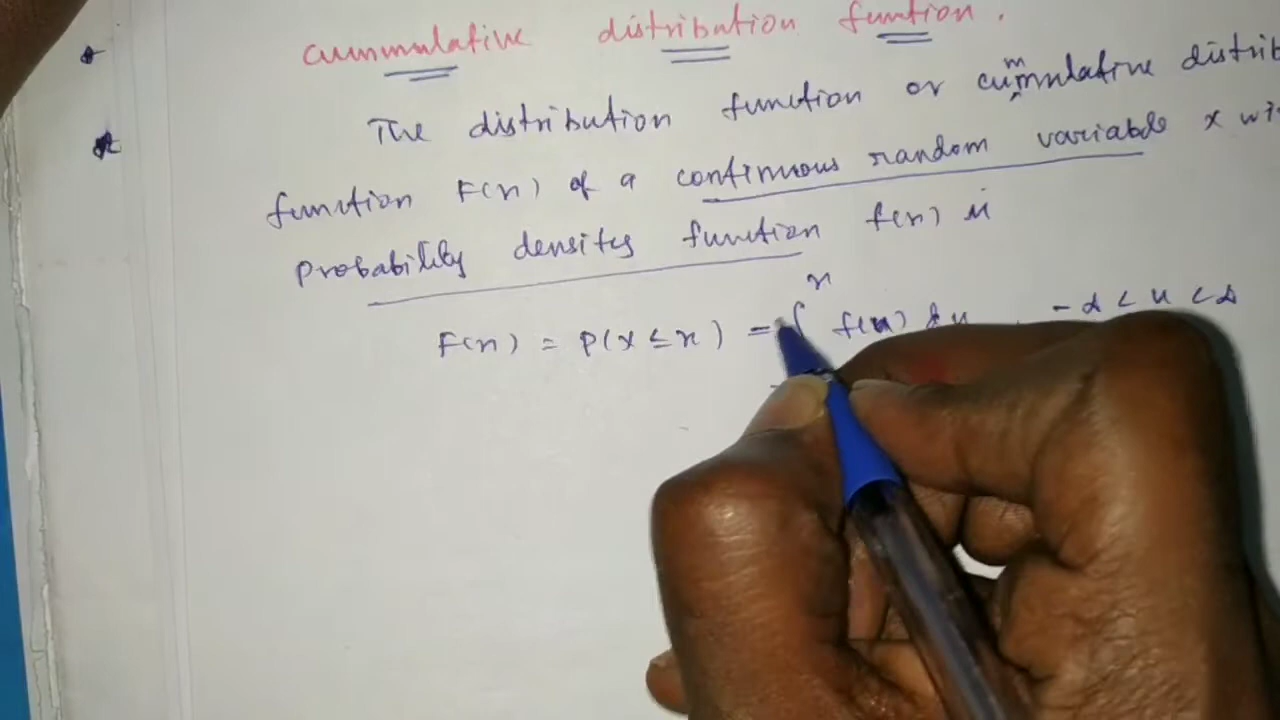 cummulative distribution funtion.
The distribution function or cummulative distrib
function F(x) of a continuous random variable X wi
probability density function f(x) is
F(x) = P(X ≤ x) = ∫ x f(u) du , -∞ < u < ∞